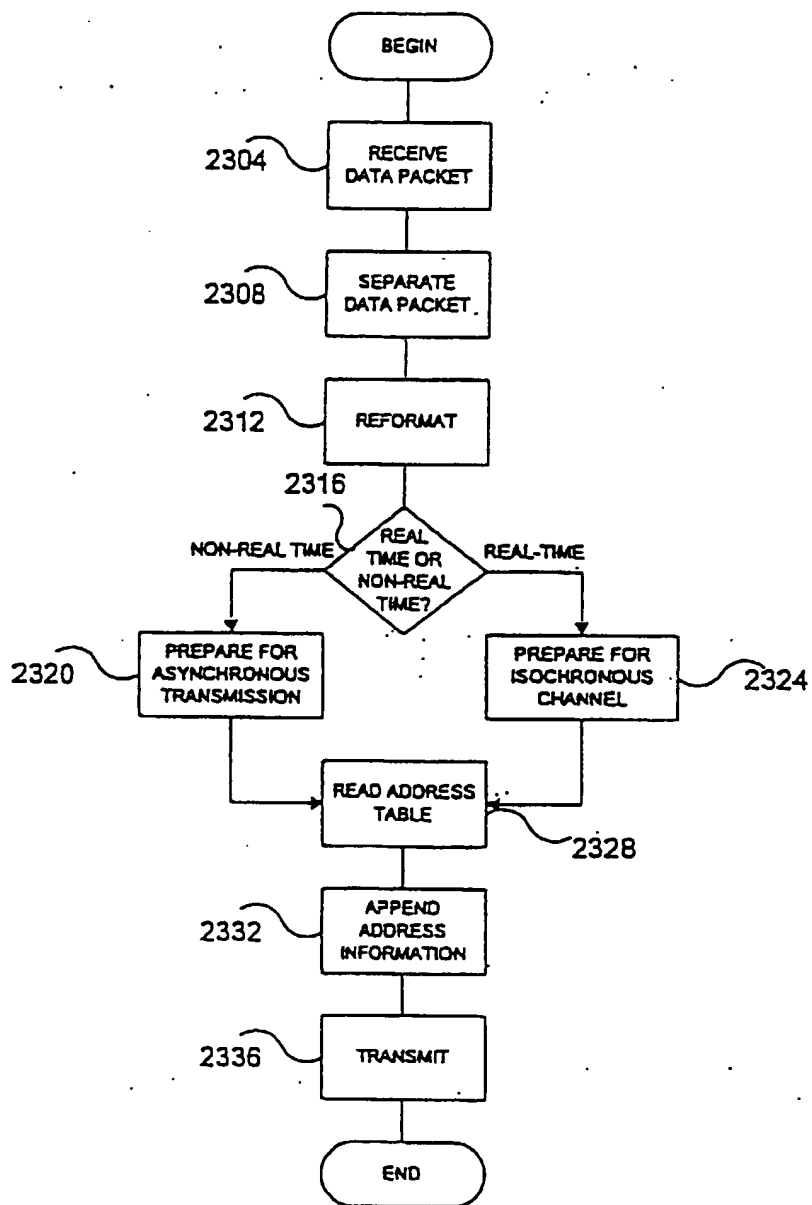 BEGIN
2304
RECEIVE
DATA PACKET
2308
SEPARATE
DATA PACKET
2312
REFORMAT
2316
NON-REAL TIME
REAL
TIME OR
NON-REAL
TIME?
REAL-TIME
2320
PREPARE FOR
ASYNCHRONOUS
TRANSMISSION
PREPARE FOR
ISOCHRONOUS
CHANNEL
2324
READ ADDRESS
TABLE
2328
2332
APPEND
ADDRESS
INFORMATION
2336
TRANSMIT
END